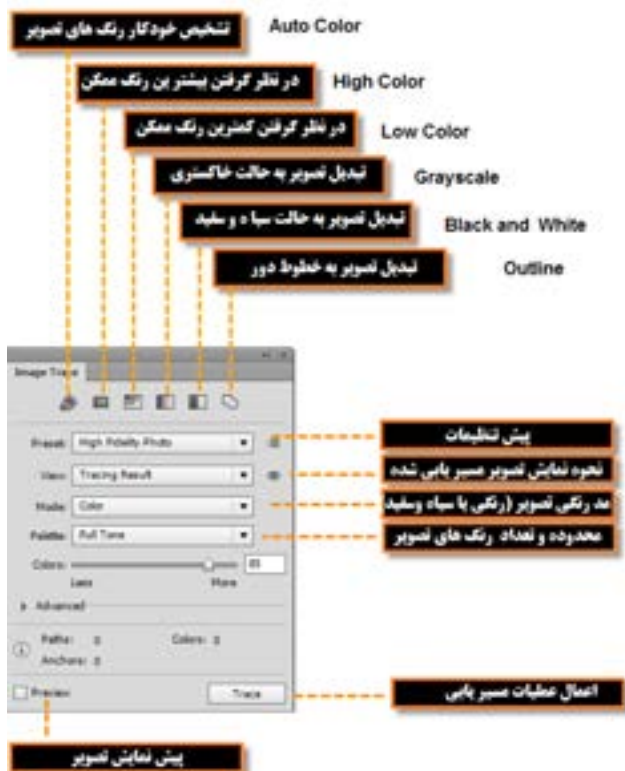 تشخیص خودکار رنگ های تصویر Auto Color
در نظر گرفتن بیشترین رنگ ممکن High Color
در نظر گرفتن کمترین رنگ ممکن Low Color
تبدیل تصویر به حالت خاکستری Grayscale
تبدیل تصویر به حالت سیاه و سفید Black and White
تبدیل تصویر به خطوط دور Outline
Image Trace
Preset: High Fidelity Photo پیش تنظیمات
View: Tracing Result نحوه نمایش تصویر مسیر یابی شده
Mode: Color مد رنگی تصویر (رنگی یا سیاه وسفید
Palette: Full Tone محدوده و تعداد رنگ های تصویر
Colors: 85
Less More
Advanced
Paths: 0 Colors: 0
Anchors: 0
Preview Trace اعمال عملیات مسیر یابی
پیش نمایش تصویر